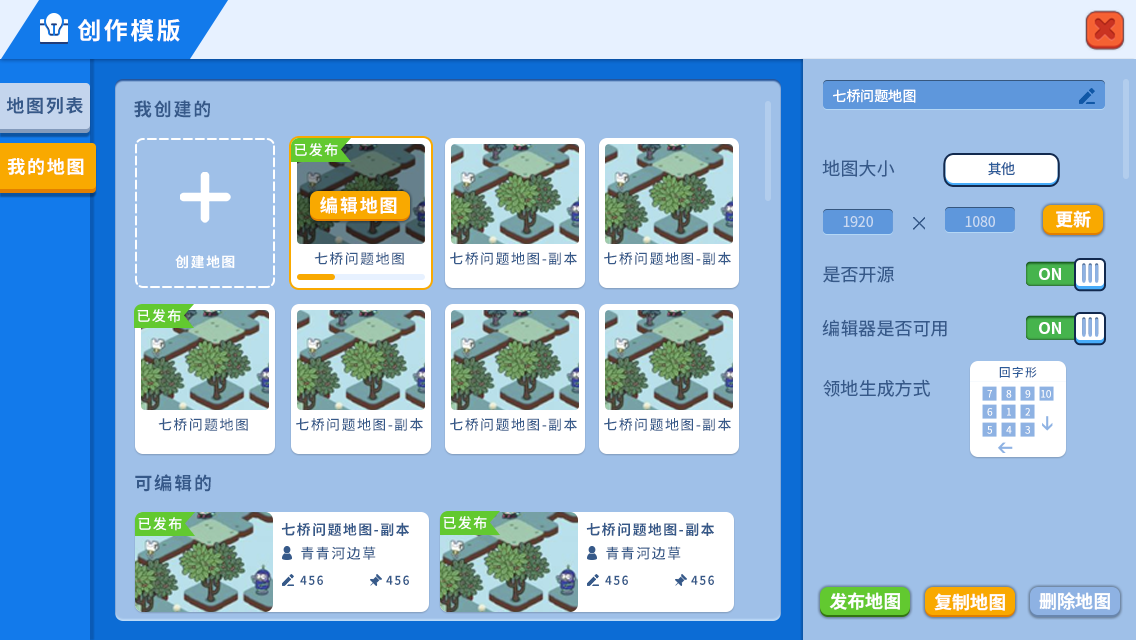 创作模版
地图列表
我的地图
我创建的
创建地图
已发布
编辑地图
七桥问题地图
七桥问题地图-副本
七桥问题地图-副本
已发布
七桥问题地图
七桥问题地图-副本
七桥问题地图-副本
七桥问题地图-副本
可编辑的
已发布
七桥问题地图-副本
青青河边草
456
456
已发布
七桥问题地图-副本
青青河边草
456
456
七桥问题地图
地图大小
其他
1920
×
1080
更新
是否开源
ON
编辑器是否可用
ON
领地生成方式
回字形
7 8 9 10
6 1 2
5 4 3
发布地图
复制地图
删除地图